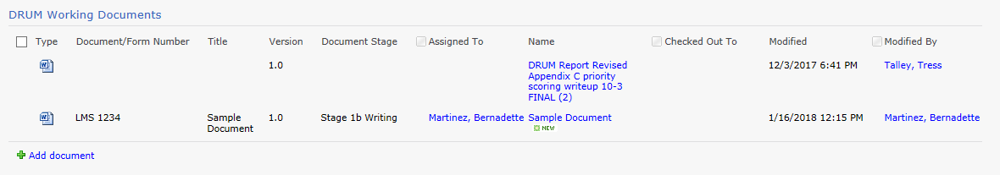 DRUM Working Documents
Type Document/Form Number Title Version Document Stage Assigned To Name Checked Out To Modified Modified By
1.0 DRUM Report Revised 12/3/2017 6:41 PM Talley, Tress
Appendix C priority
scoring writeup 10-3
FINAL (2)
LMS 1234 Sample 1.0 Stage 1b Writing Martinez, Bernadette Sample Document 1/16/2018 12:15 PM Martinez, Bernadette
Document NEW
Add document